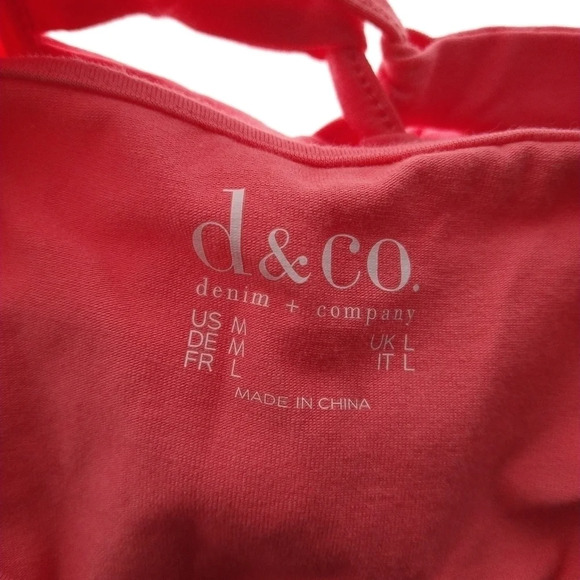 d&co.
denim + company
US M UK L
DE M IT L
FR L
MADE IN CHINA